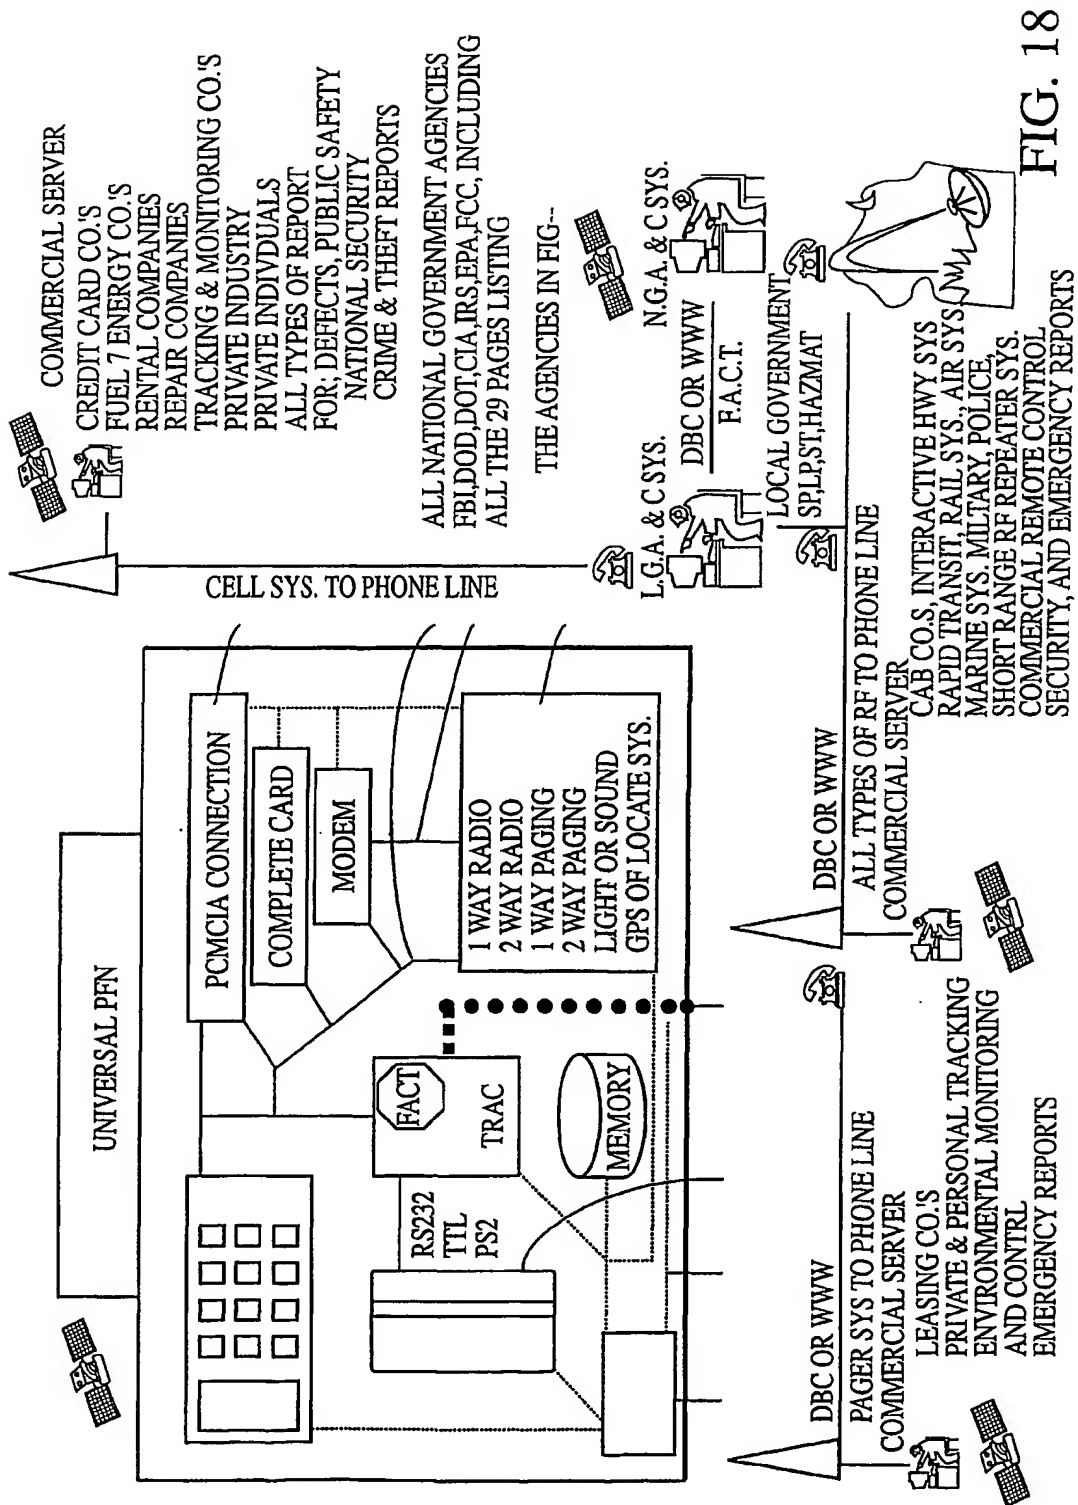 UNIVERSAL PFN
PCMCIA CONNECTION
COMPLETE CARD
MODEM
1 WAY RADIO
2 WAY RADIO
1 WAY PAGING
2 WAY PAGING
LIGHT OR SOUND
GPS OF LOCATE SYS.
FACT
TRAC
MEMORY
RS232
TTL
PS2
CELL SYS. TO PHONE LINE
COMMERCIAL SERVER
CREDIT CARD CO.'S
FUEL 7 ENERGY CO.'S
RENTAL COMPANIES
REPAIR COMPANIES
TRACKING & MONITORING CO.'S
PRIVATE INDUSTRY
PRIVATE INDIVDUALS
ALL TYPES OF REPORT
FOR; DEFECTS, PUBLIC SAFETY
NATIONAL SECURITY
CRIME & THEFT REPORTS
ALL NATIONAL GOVERNMENT AGENCIES
FBI,DOD,DOT,CIA,IRS,EPA,FCC, INCLUDING
ALL THE 29 PAGES LISTING
THE AGENCIES IN FIG--
L.G.A. & C SYS.
DBC OR WWW
F.A.C.T.
N.G.A. & C SYS.
LOCAL GOVERNMENT
SP,LP,ST,HAZMAT
DBC OR WWW
PAGER SYS TO PHONE LINE
COMMERCIAL SERVER
LEASING CO.'S
PRIVATE & PERSONAL TRACKING
ENVIRONMENTAL MONITORING
AND CONTRL
EMERGENCY REPORTS
DBC OR WWW
ALL TYPES OF RF TO PHONE LINE
COMMERCIAL SERVER
CAB CO.S, INTERACTIVE HWY SYS
RAPID TRANSIT, RAIL SYS., AIR SYS,
MARINE SYS. MILTARY, POLICE,
SHORT RANGE RF REPEATER SYS.
COMMERCIAL REMOTE CONTROL
SECURITY, AND EMERGENCY REPORTS
FIG. 18